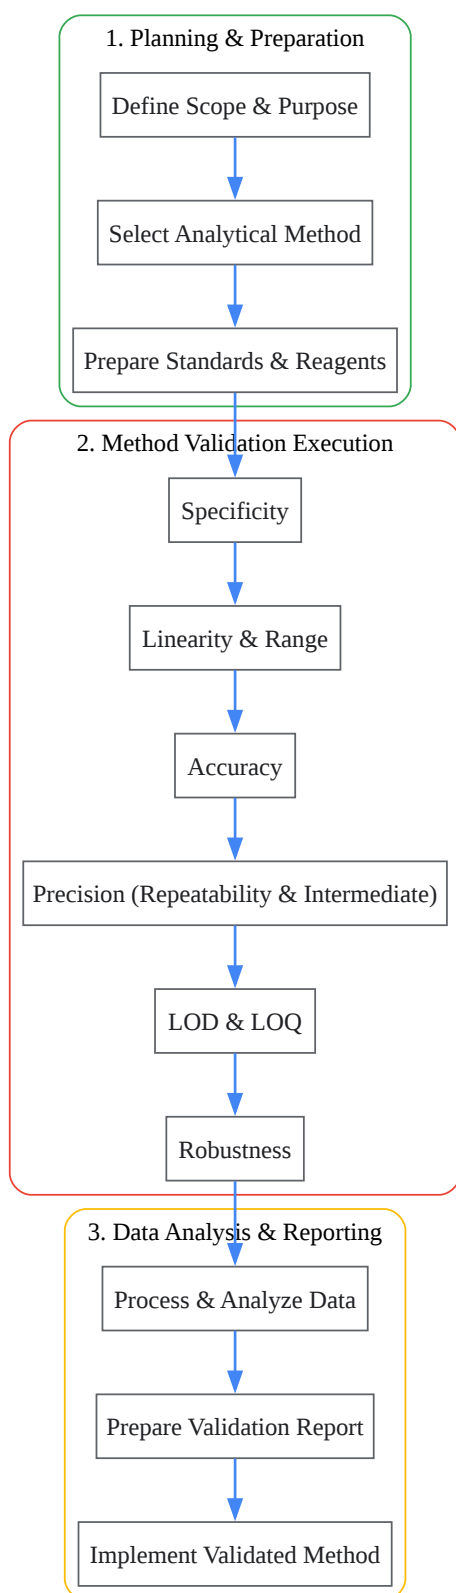 1. Planning & Preparation
Define Scope & Purpose
Select Analytical Method
Prepare Standards & Reagents
2. Method Validation Execution
Specificity
Linearity & Range
Accuracy
Precision (Repeatability & Intermediate)
LOD & LOQ
Robustness
3. Data Analysis & Reporting
Process & Analyze Data
Prepare Validation Report
Implement Validated Method